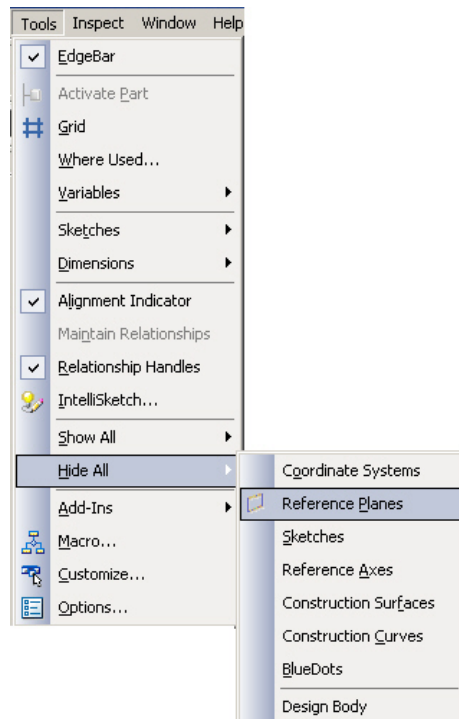 Tools Inspect Window Help
EdgeBar
Activate Part
Grid
Where Used...
Variables
Sketches
Dimensions
Alignment Indicator
Maintain Relationships
Relationship Handles
IntelliSketch...
Show All
Hide All
Add-Ins
Macro...
Customize...
Options...
Coordinate Systems
Reference Planes
Sketches
Reference Axes
Construction Surfaces
Construction Curves
BlueDots
Design Body